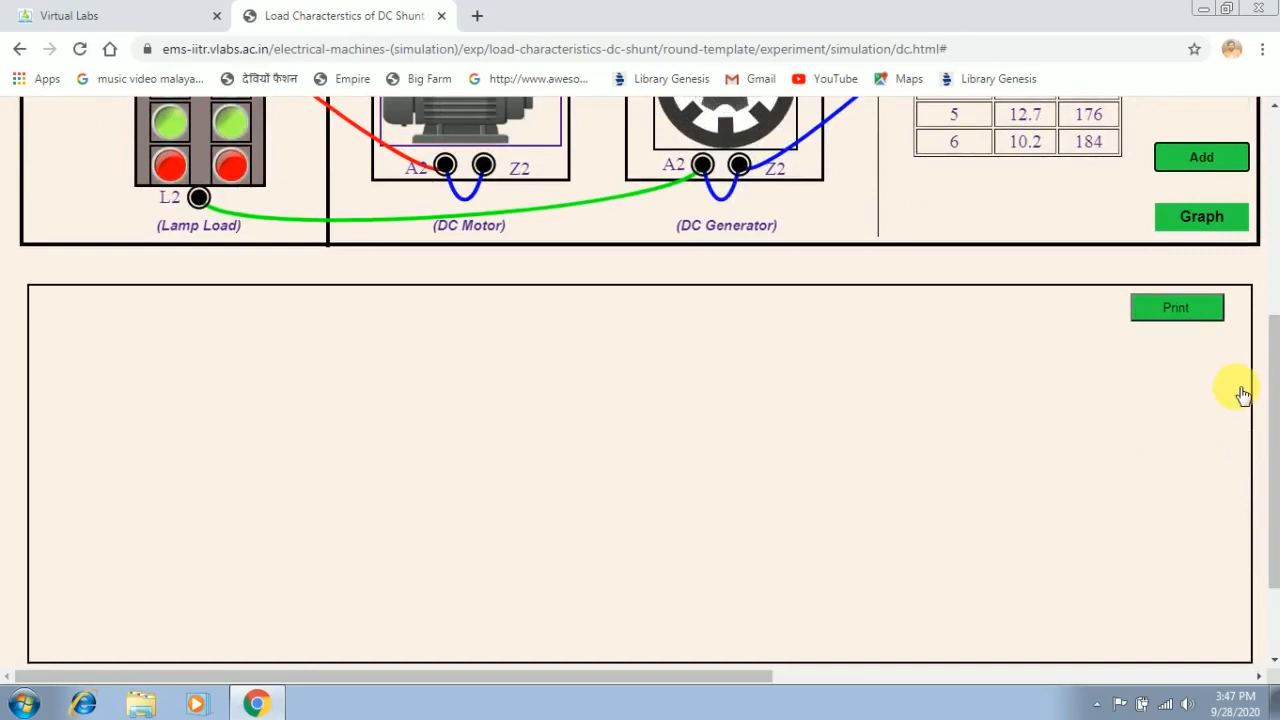 Virtual Labs
Load Characterstics of DC Shunt
ems-iitr.vlabs.ac.in/electrical-machines-(simulation)/exp/load-characteristics-dc-shunt/round-template/experiment/simulation/dc.html#
Apps
music video malaya...
देवियो फैशन
Empire
Big Farm
http://www.aweso...
Library Genesis
Gmail
YouTube
Maps
Library Genesis
5 12.7 176
6 10.2 184
Add
A2 Z2 A2 Z2
L2
(Lamp Load) (DC Motor) (DC Generator)
Graph
Print
3:47 PM
9/28/2020